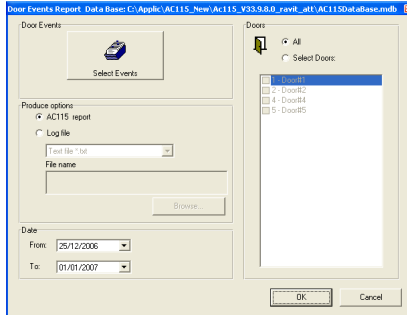 Door Events Report Data Base: C:\Applic\AC115_New\Ac115_V33.9.8.0_ravit_att\AC115DataBase.mdb
Door Events
Select Events
Produce options
AC115 report
Log file
Text file *.txt
File name
Browse...
Date
From: 25/12/2006
To: 01/01/2007
Doors
All
Select Doors:
1 - Door#1
2 - Door#2
4 - Door#4
5 - Door#5
OK
Cancel